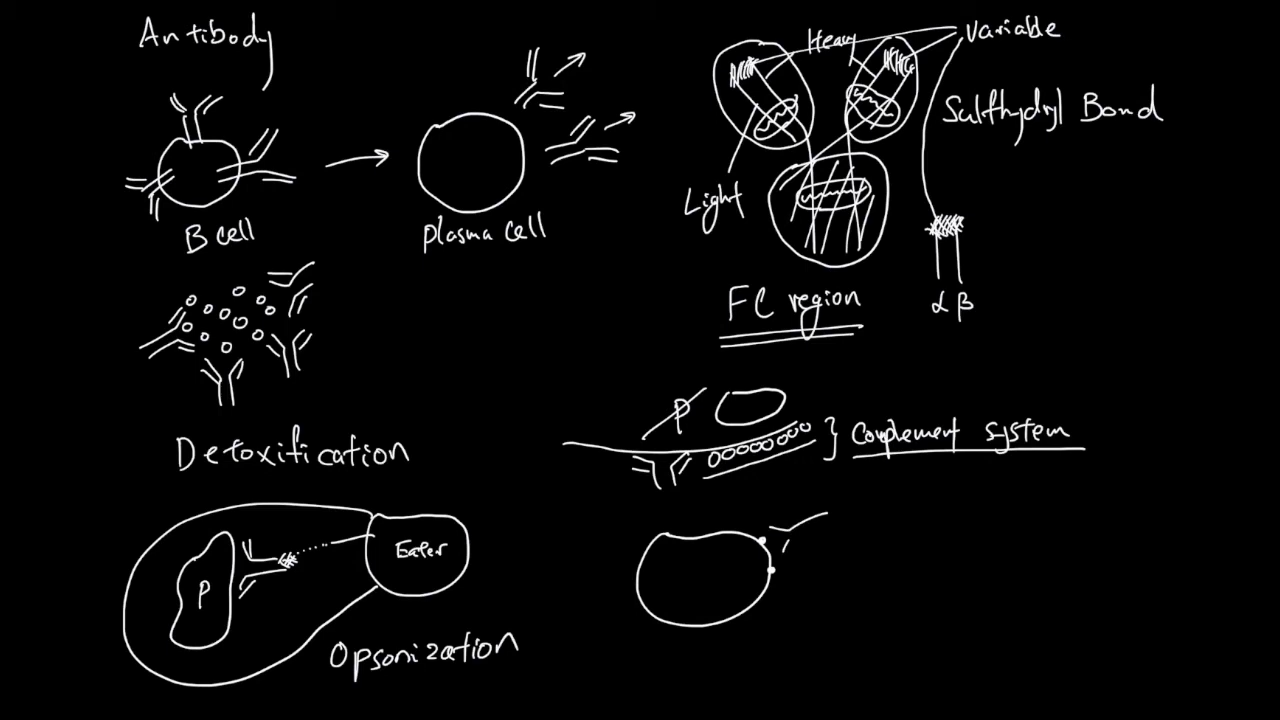 Antibody
B cell
plasma cell
Heavy
Variable
Sulfhydryl Bond
Light
FC region
α β
Detoxification
P
Complement system
P
Eater
Opsonization